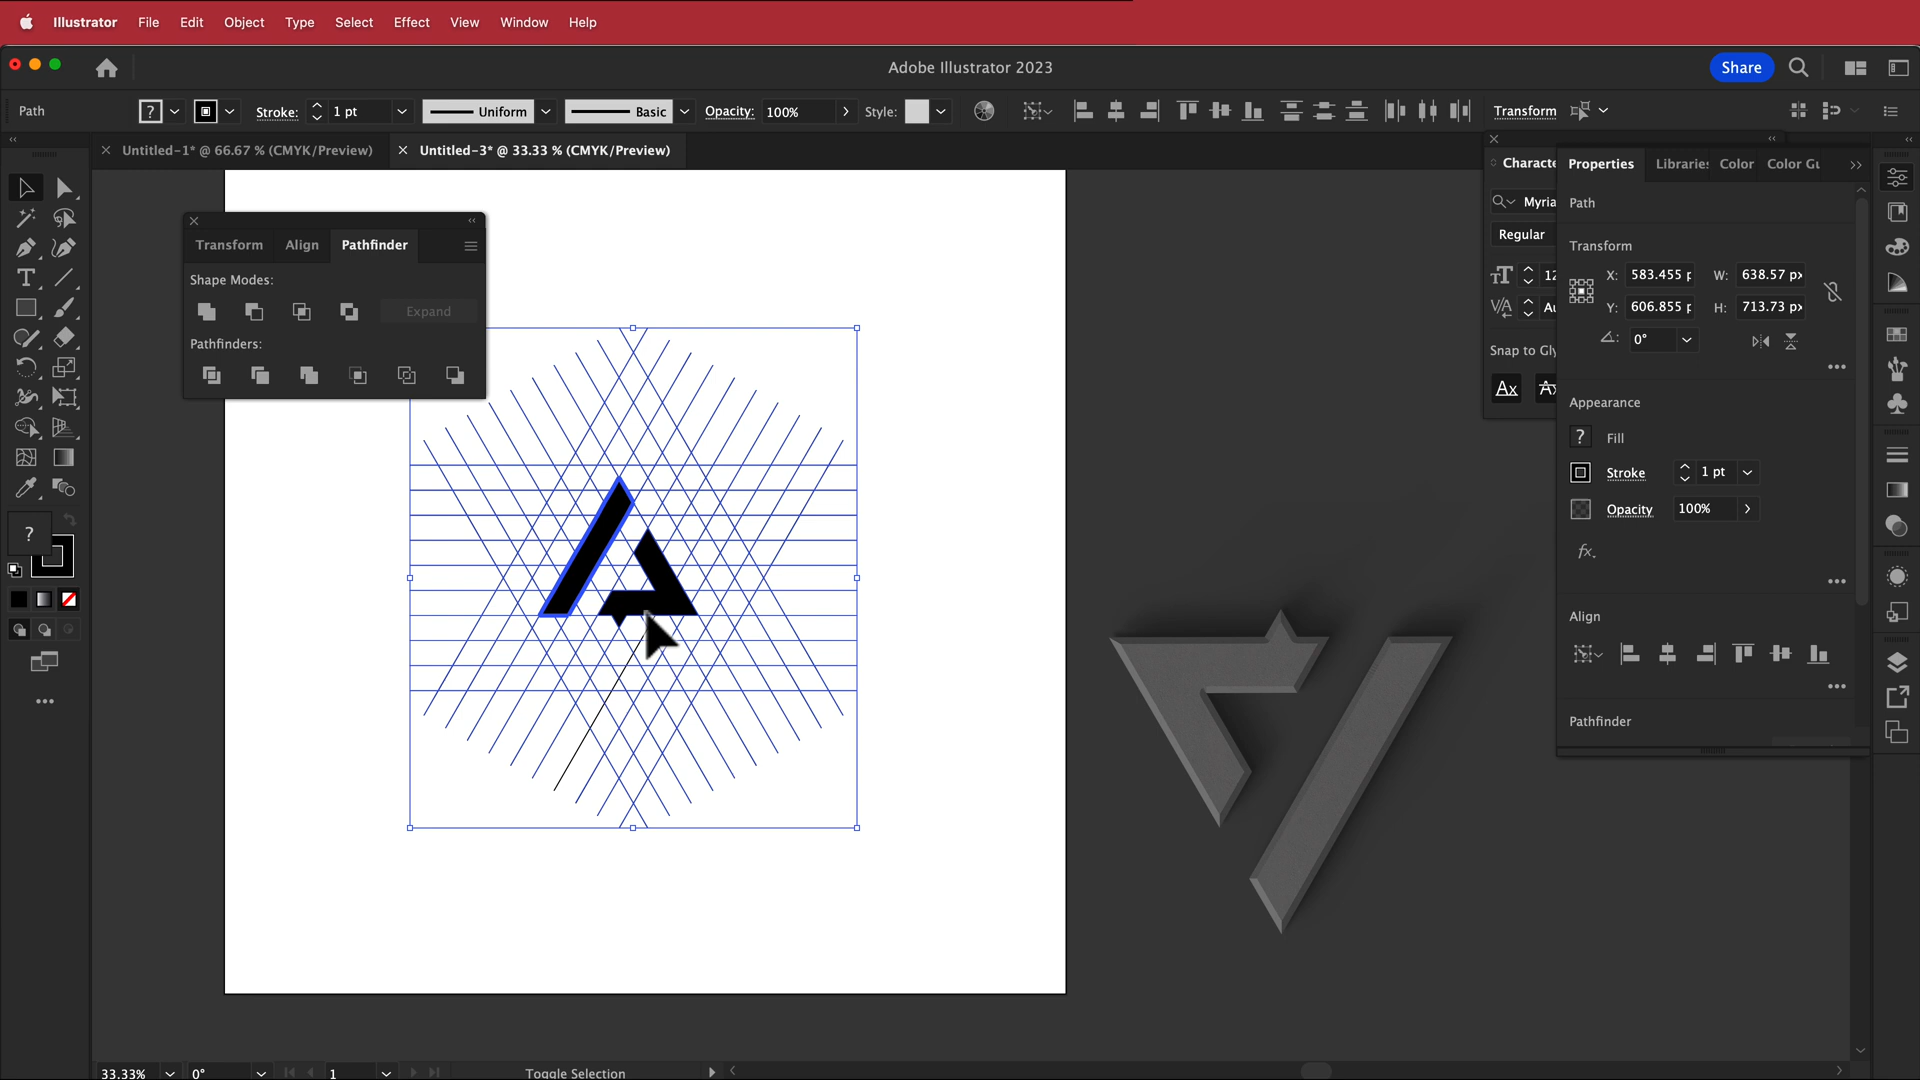 Illustrator File Edit Object Type Select Effect View Window Help
Adobe Illustrator 2023
Share
Path
?
Stroke: 1 pt
Uniform
Basic
Opacity: 100%
Style:
Transform
Untitled-1* @ 66.67 % (CMYK/Preview)
Untitled-3* @ 33.33 % (CMYK/Preview)
Transform Align Pathfinder
Shape Modes:
Expand
Pathfinders:
Characte
Myria
Regular
12
Au
Snap to Gly
Properties Libraries Color Color Gu
Path
Transform
X: 583.455 p W: 638.57 px
Y: 606.855 p H: 713.73 px
0°
Appearance
? Fill
Stroke 1 pt
Opacity 100%
fx
Align
Pathfinder
?
33.33% 0° 1 Toggle Selection